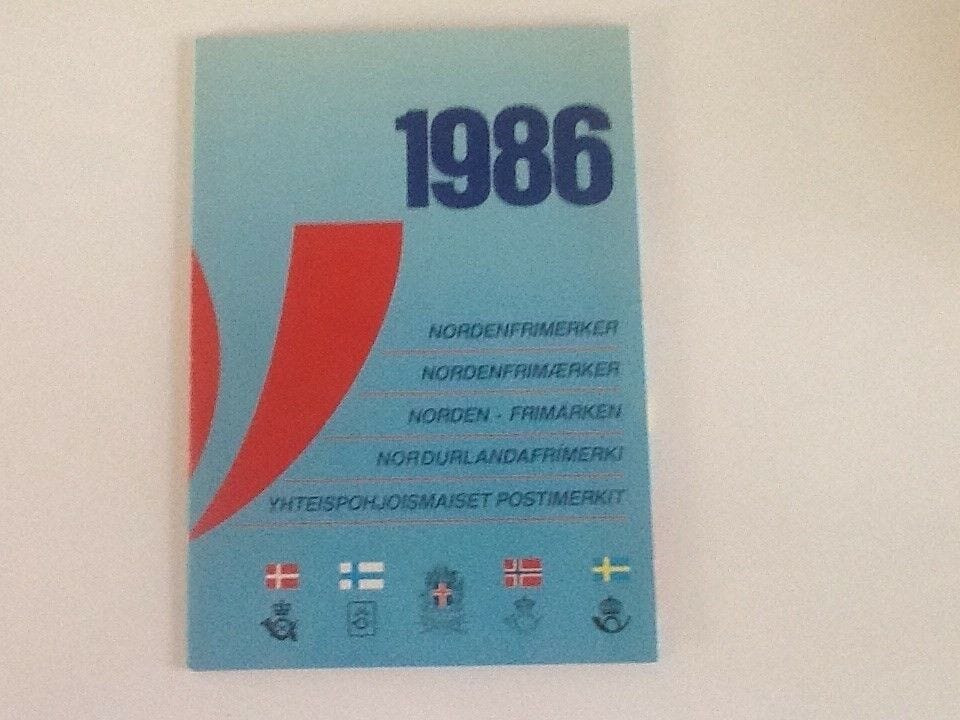 1986
NORDENFRIMERKER
NORDENFRIMÆRKER
NORDEN - FRIMÄRKEN
NORDURLANDAFRÍMERKI
YHTEISPOHJOISMAISET POSTIMERKIT